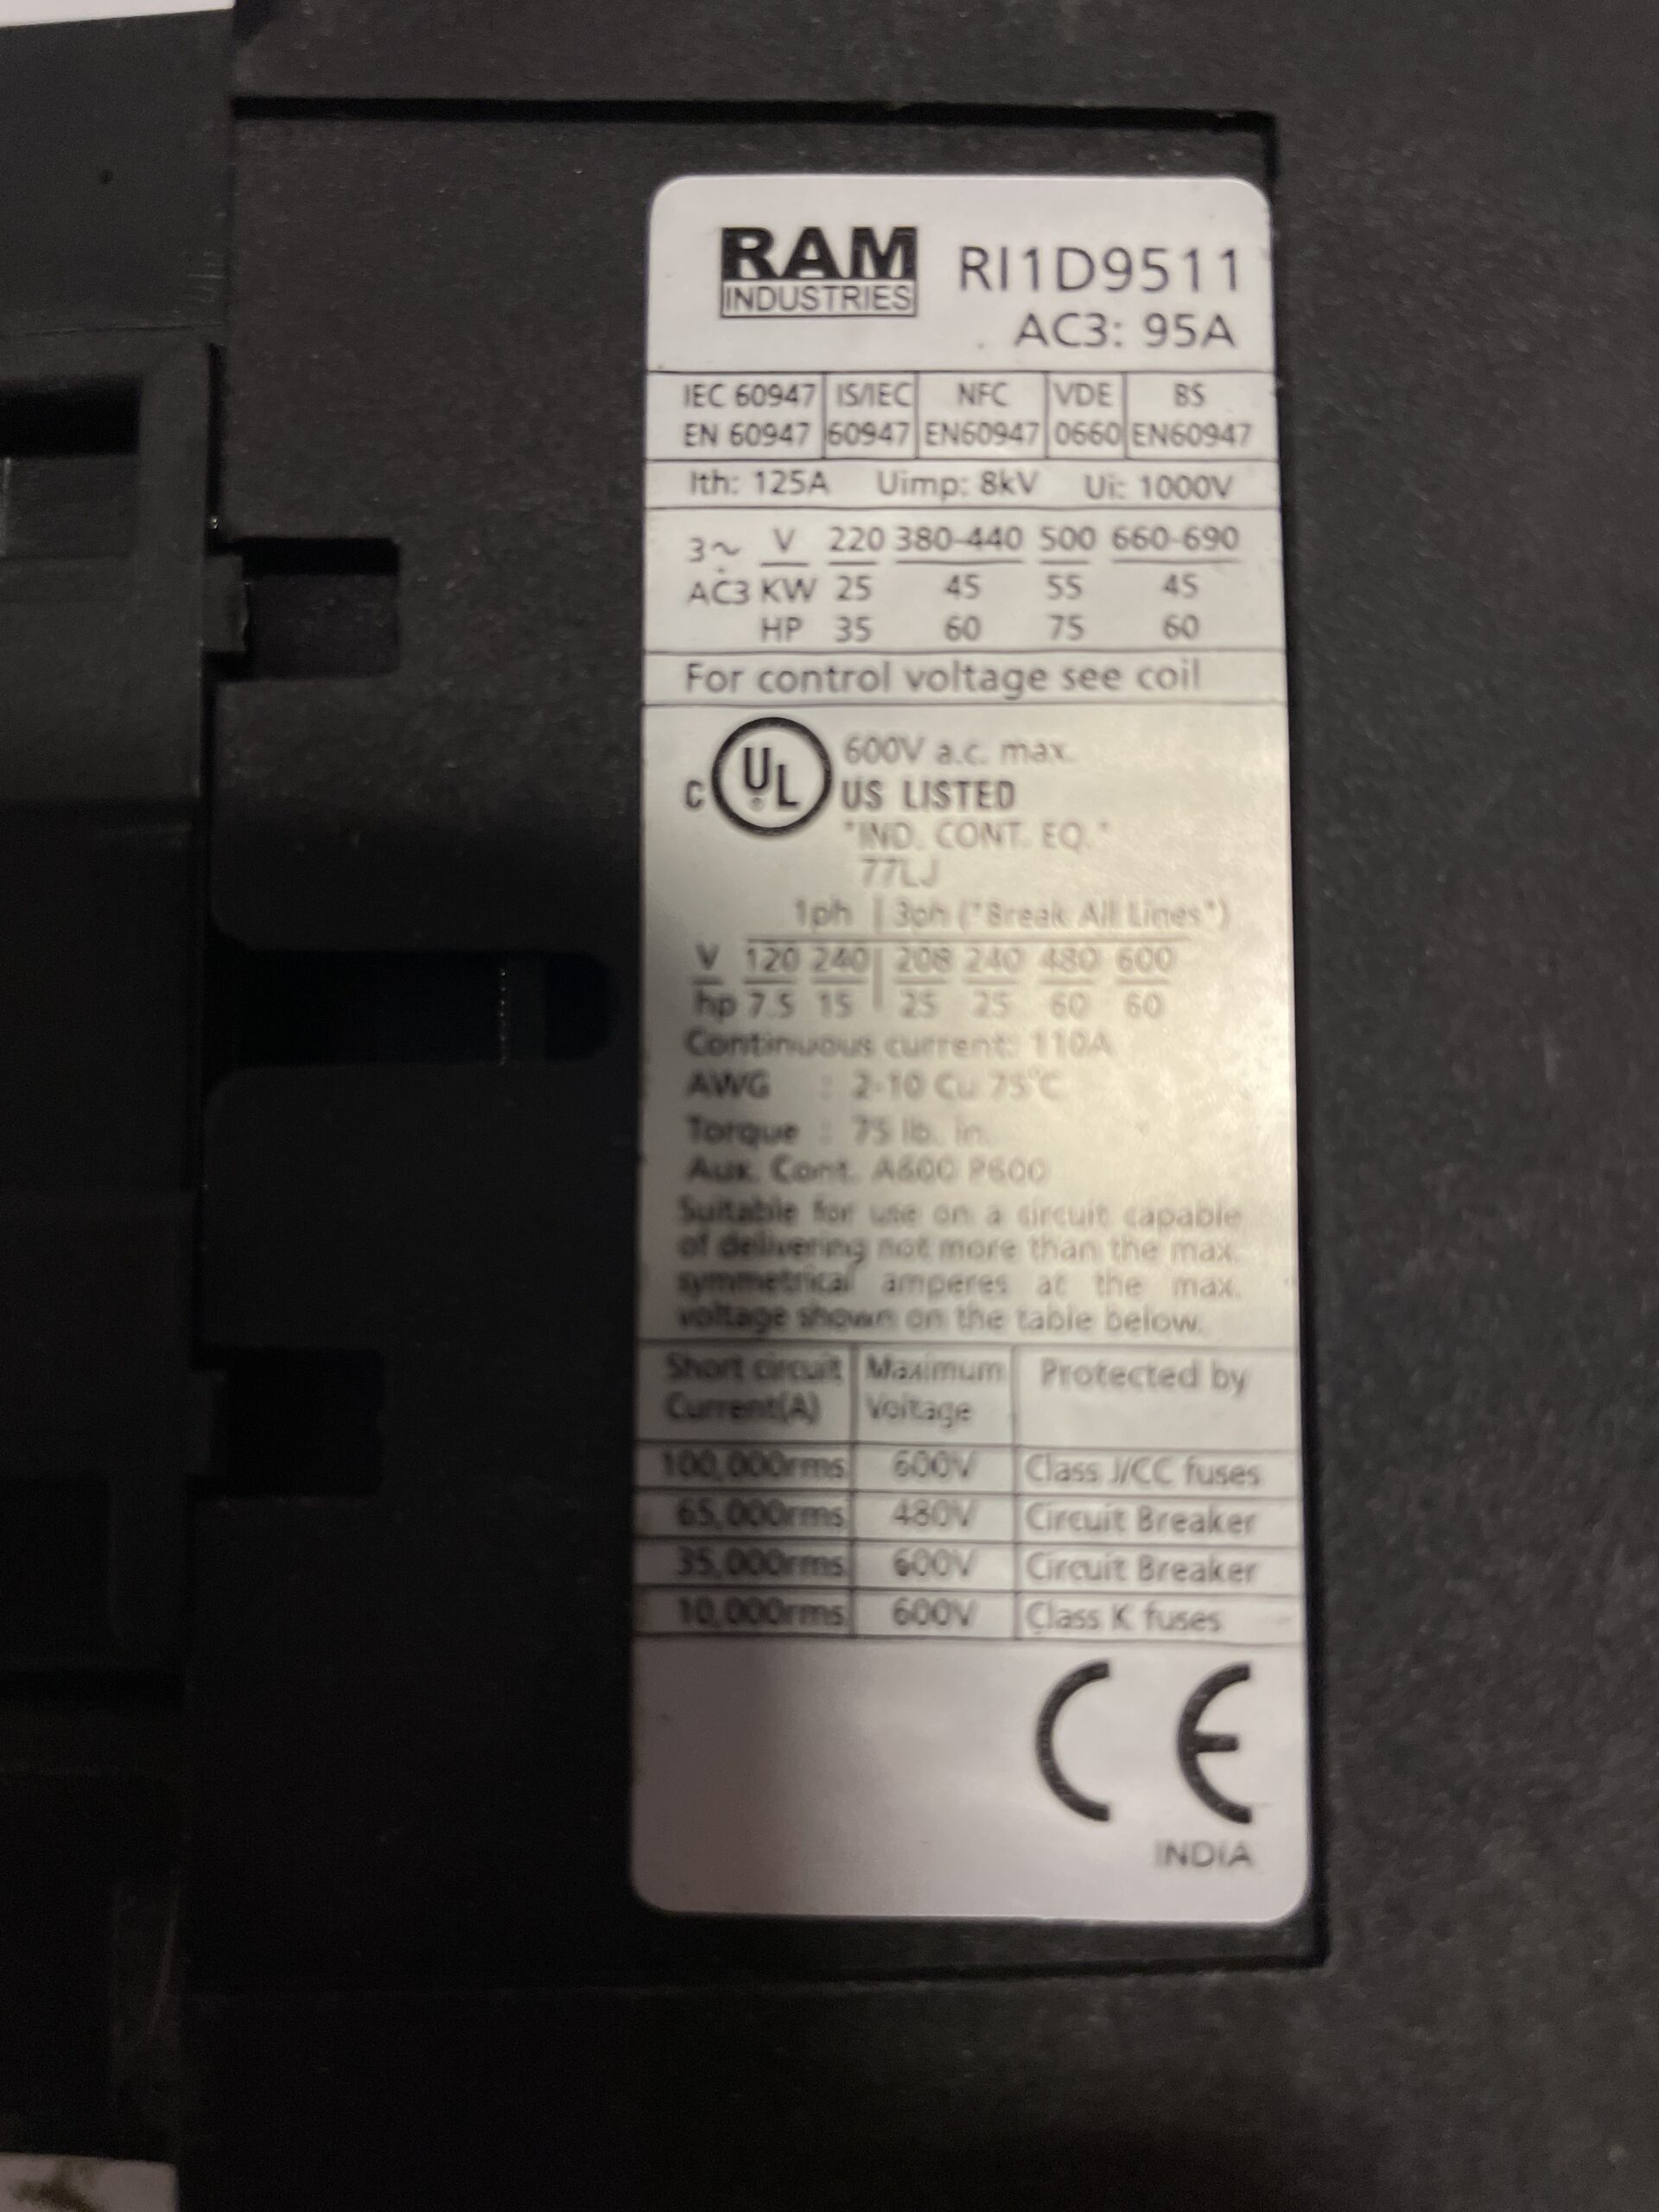 RAM
INDUSTRIES
RI1D9511
AC3: 95A
IEC 60947 IS/IEC NFC VDE BS
EN 60947 60947 EN60947 0660 EN60947
Ith: 125A Uimp: 8kV Ui: 1000V
3~ V 220 380-440 500 660-690
AC3 KW 25 45 55 45
HP 35 60 75 60
For control voltage see coil
600V a.c. max.
C UL ® US LISTED
"IND. CONT. EQ."
77LJ
1ph | 3ph ("Break All Lines")
V 120 240 | 208 240 480 600
hp 7.5 15 | 25 25 60 60
Continuous current: 110A
AWG : 2-10 Cu 75°C
Torque : 75 lb. in.
Aux. Cont. A600 P600
Suitable for use on a circuit capable
of delivering not more than the max.
symmetrical amperes at the max.
voltage shown on the table below.
Short circuit Maximum Protected by
Current(A) Voltage
100,000rms 600V Class J/CC fuses
65,000rms 480V Circuit Breaker
35,000rms 600V Circuit Breaker
10,000rms 600V Class K fuses
CE
INDIA